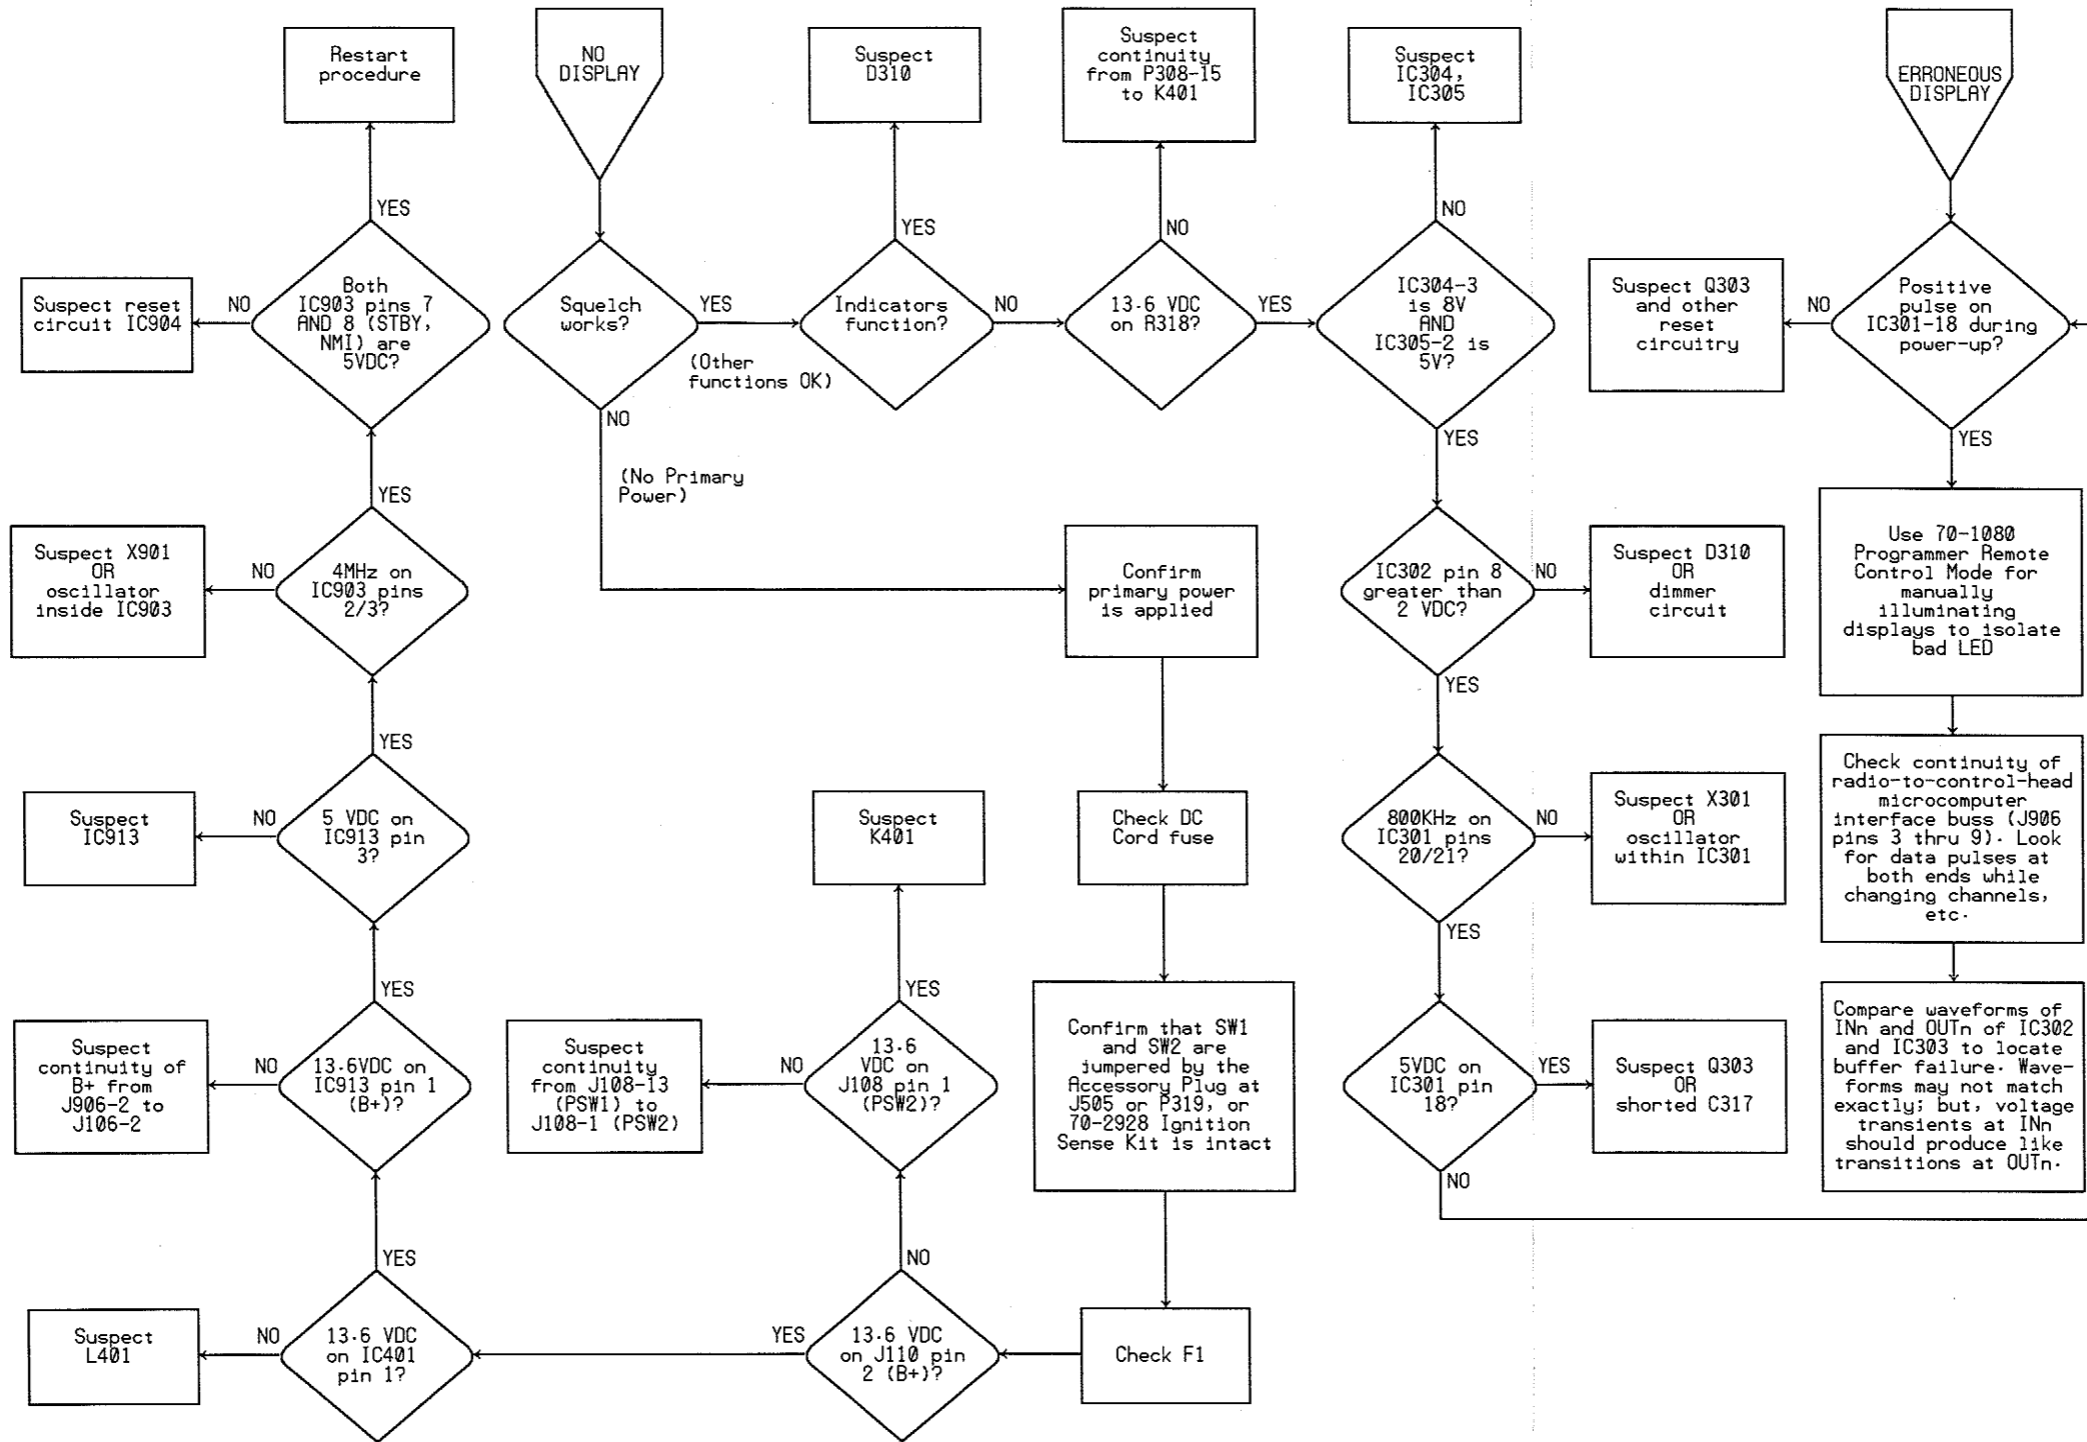 Restart
procedure
YES
Both
IC903 pins 7
AND 8 (STBY,
NMI) are
5VDC?
NO
Suspect reset
circuit IC904
YES
4MHz on
IC903 pins
2/3?
NO
Suspect X901
OR
oscillator
inside IC903
YES
5 VDC on
IC913 pin
3?
NO
Suspect
IC913
YES
13.6VDC on
IC913 pin 1
(B+)?
NO
Suspect
continuity of
B+ from
J906-2 to
J106-2
YES
13.6 VDC
on IC401
pin 1?
NO
Suspect
L401
NO
DISPLAY
Squelch
works?
YES
(Other
functions OK)
NO
(No Primary
Power)
Suspect
D310
YES
Indicators
function?
NO
Suspect
continuity
from P308-15
to K401
NO
13.6 VDC
on R318?
YES
Suspect
IC304,
IC305
NO
IC304-3
is 8V
AND
IC305-2 is
5V?
YES
Confirm
primary power
is applied
Check DC
Cord fuse
Confirm that SW1
and SW2 are
jumpered by the
Accessory Plug at
J505 or P319, or
70-2928 Ignition
Sense Kit is intact
Check F1
13.6 VDC
on J110 pin
2 (B+)?
YES
NO
13.6
VDC on
J108 pin 1
(PSW2)?
YES
Suspect
K401
NO
Suspect
continuity
from J108-13
(PSW1) to
J108-1 (PSW2)
IC302 pin 8
greater than
2 VDC?
NO
Suspect D310
OR
dimmer
circuit
YES
800KHz on
IC301 pins
20/21?
NO
Suspect X301
OR
oscillator
within IC301
YES
5VDC on
IC301 pin
18?
YES
Suspect Q303
OR
shorted C317
NO
ERRONEOUS
DISPLAY
Positive
pulse on
IC301-18 during
power-up?
NO
Suspect Q303
and other
reset
circuitry
YES
Use 70-1080
Programmer Remote
Control Mode for
manually
illuminating
displays to isolate
bad LED
Check continuity of
radio-to-control-head
microcomputer
interface buss (J906
pins 3 thru 9). Look
for data pulses at
both ends while
changing channels,
etc.
Compare waveforms of
INn and OUTn of IC302
and IC303 to locate
buffer failure. Wave-
forms may not match
exactly; but, voltage
transients at INn
should produce like
transitions at OUTn.